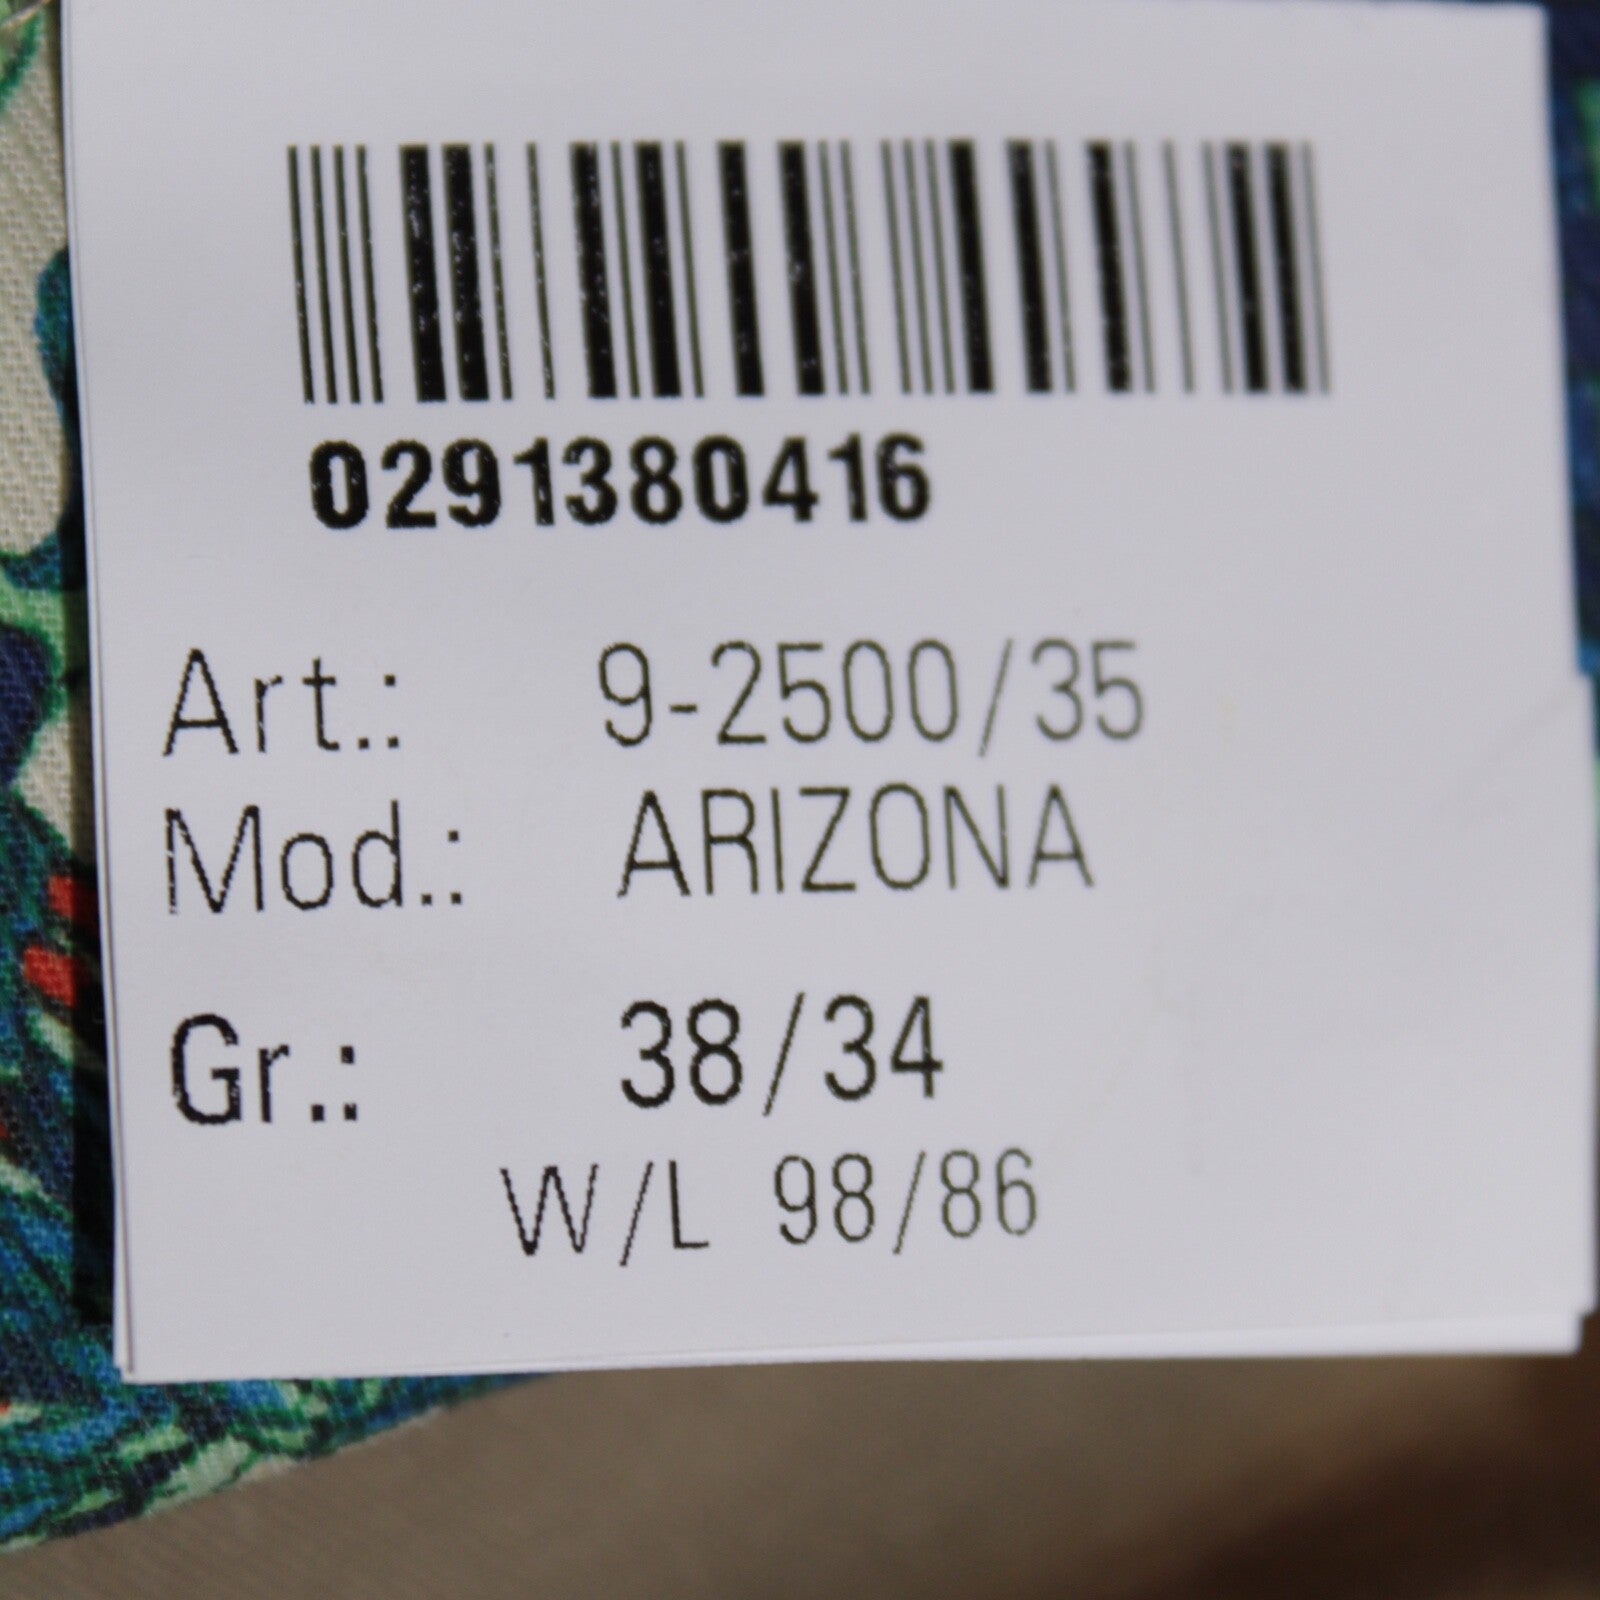 0291380416
Art.: 9-2500/35
Mod.: ARIZONA
Gr.: 38/34
W/L 98/86